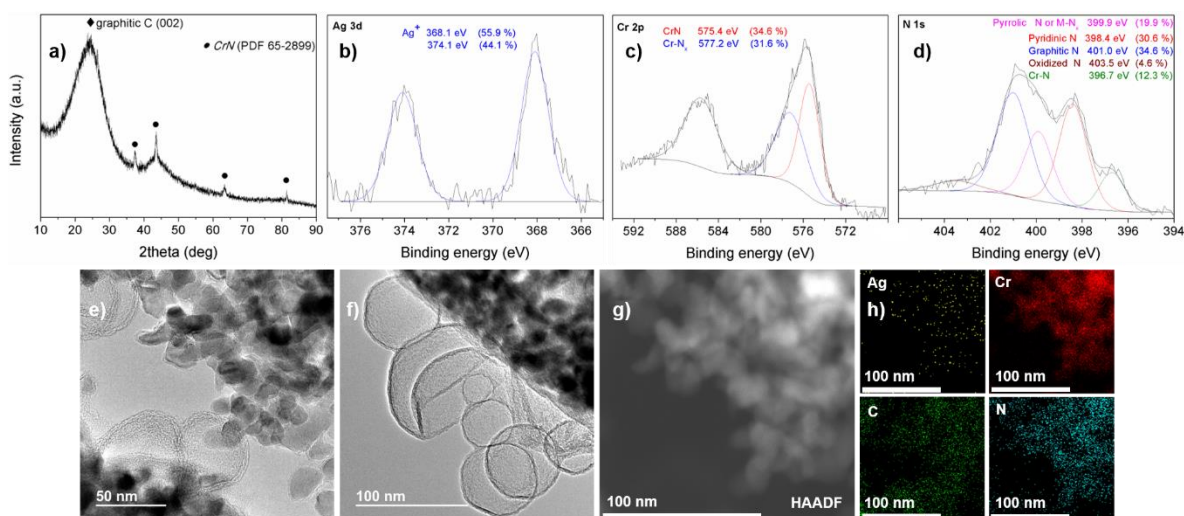 a)
◆ graphitic C (002)
● CrN (PDF 65-2899)
Intensity (a.u.)
10 20 30 40 50 60 70 80 90
2theta (deg)
Ag 3d
b)
Ag+ 368.1 eV (55.9 %)
374.1 eV (44.1 %)
376 374 372 370 368 366
Binding energy (eV)
Cr 2p
c)
CrN 575.4 eV (34.6 %)
Cr-Nx 577.2 eV (31.6 %)
592 588 584 580 576 572
Binding energy (eV)
N 1s
d)
Pyrrolic N or M-Nx 399.9 eV (19.9 %)
Pyridinic N 398.4 eV (30.6 %)
Graphitic N 401.0 eV (34.6 %)
Oxidized N 403.5 eV (4.6 %)
Cr-N 396.7 eV (12.3 %)
404 402 400 398 396 394
Binding energy (eV)
e)
50 nm
f)
100 nm
g)
HAADF
100 nm
h)
Ag
100 nm
Cr
100 nm
C
100 nm
N
100 nm